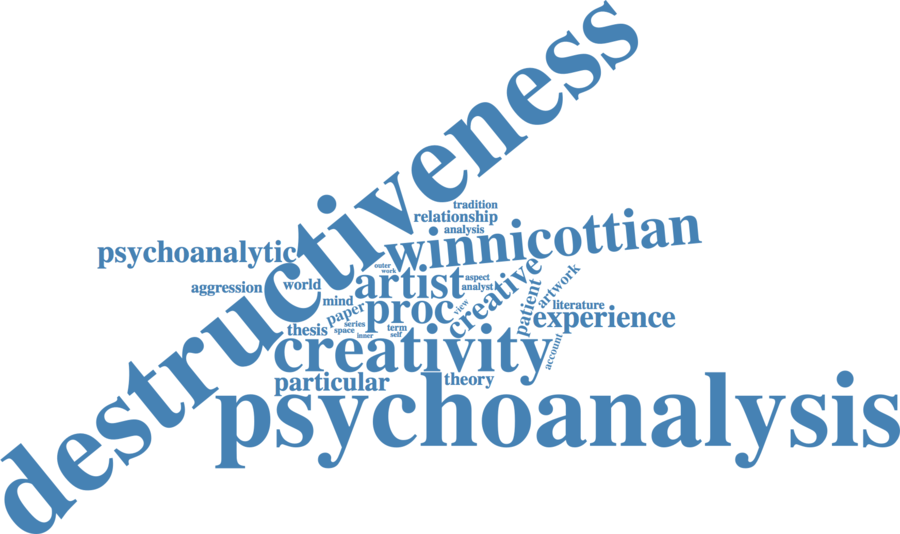 destructiveness
tradition
relationship
analysis
winnicottian
psychoanalytic
outer
work
artist
aspect
analyst
creative
artwork
patient
aggression
world
mind
paper
proc
view
literature
experience
series
space
inner
term
self
thesis
creativity
account
particular
theory
psychoanalysis